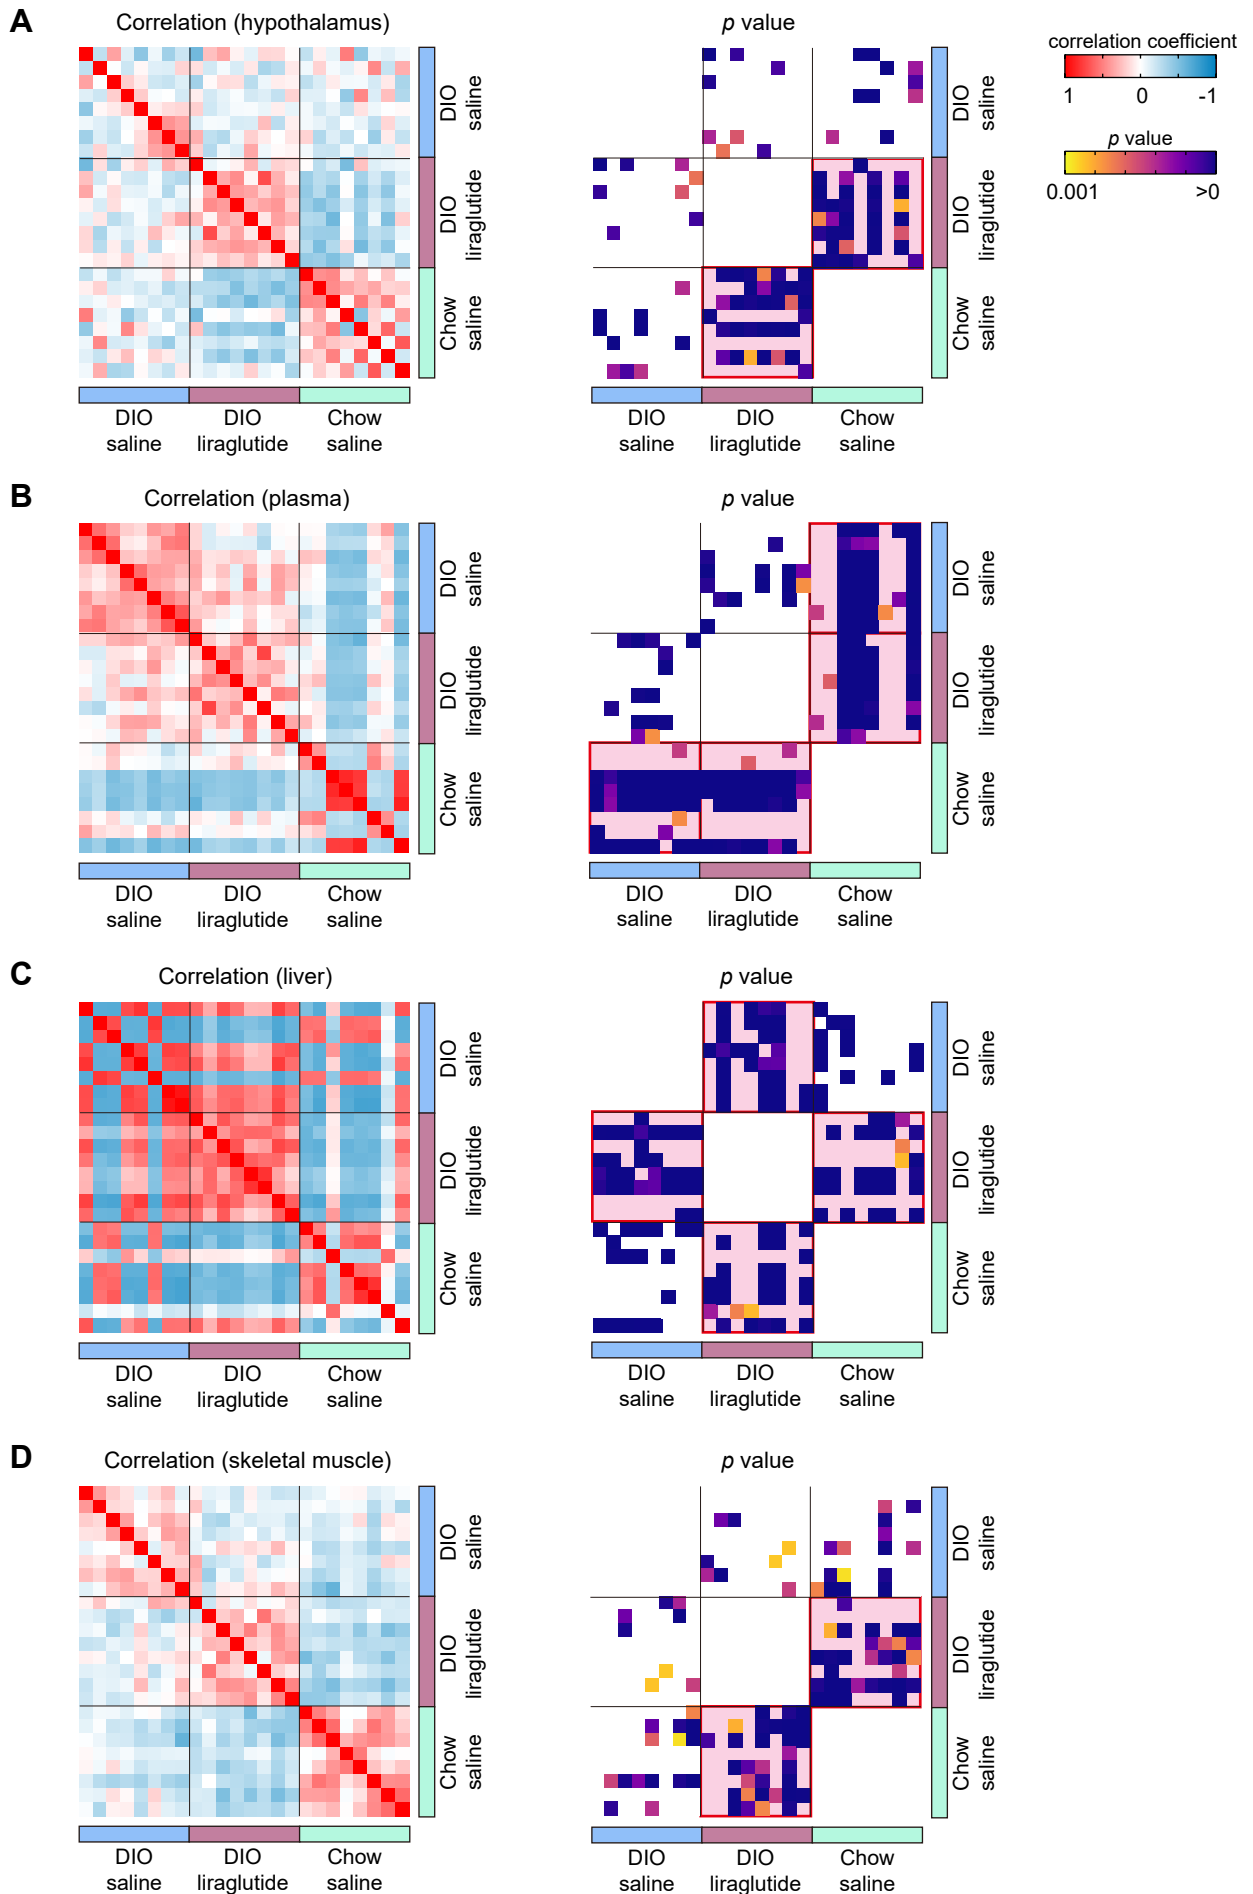 A
Correlation (hypothalamus)
p value
correlation coefficient
1
0
-1
p value
0.001
>0
DIO
saline
DIO
liraglutide
Chow
saline
DIO
saline
DIO
liraglutide
Chow
saline
DIO
saline
DIO
liraglutide
Chow
saline
DIO
saline
DIO
liraglutide
Chow
saline
B
Correlation (plasma)
p value
DIO
saline
DIO
liraglutide
Chow
saline
DIO
saline
DIO
liraglutide
Chow
saline
DIO
saline
DIO
liraglutide
Chow
saline
DIO
saline
DIO
liraglutide
Chow
saline
C
Correlation (liver)
p value
DIO
saline
DIO
liraglutide
Chow
saline
DIO
saline
DIO
liraglutide
Chow
saline
DIO
saline
DIO
liraglutide
Chow
saline
DIO
saline
DIO
liraglutide
Chow
saline
D
Correlation (skeletal muscle)
p value
DIO
saline
DIO
liraglutide
Chow
saline
DIO
saline
DIO
liraglutide
Chow
saline
DIO
saline
DIO
liraglutide
Chow
saline
DIO
saline
DIO
liraglutide
Chow
saline